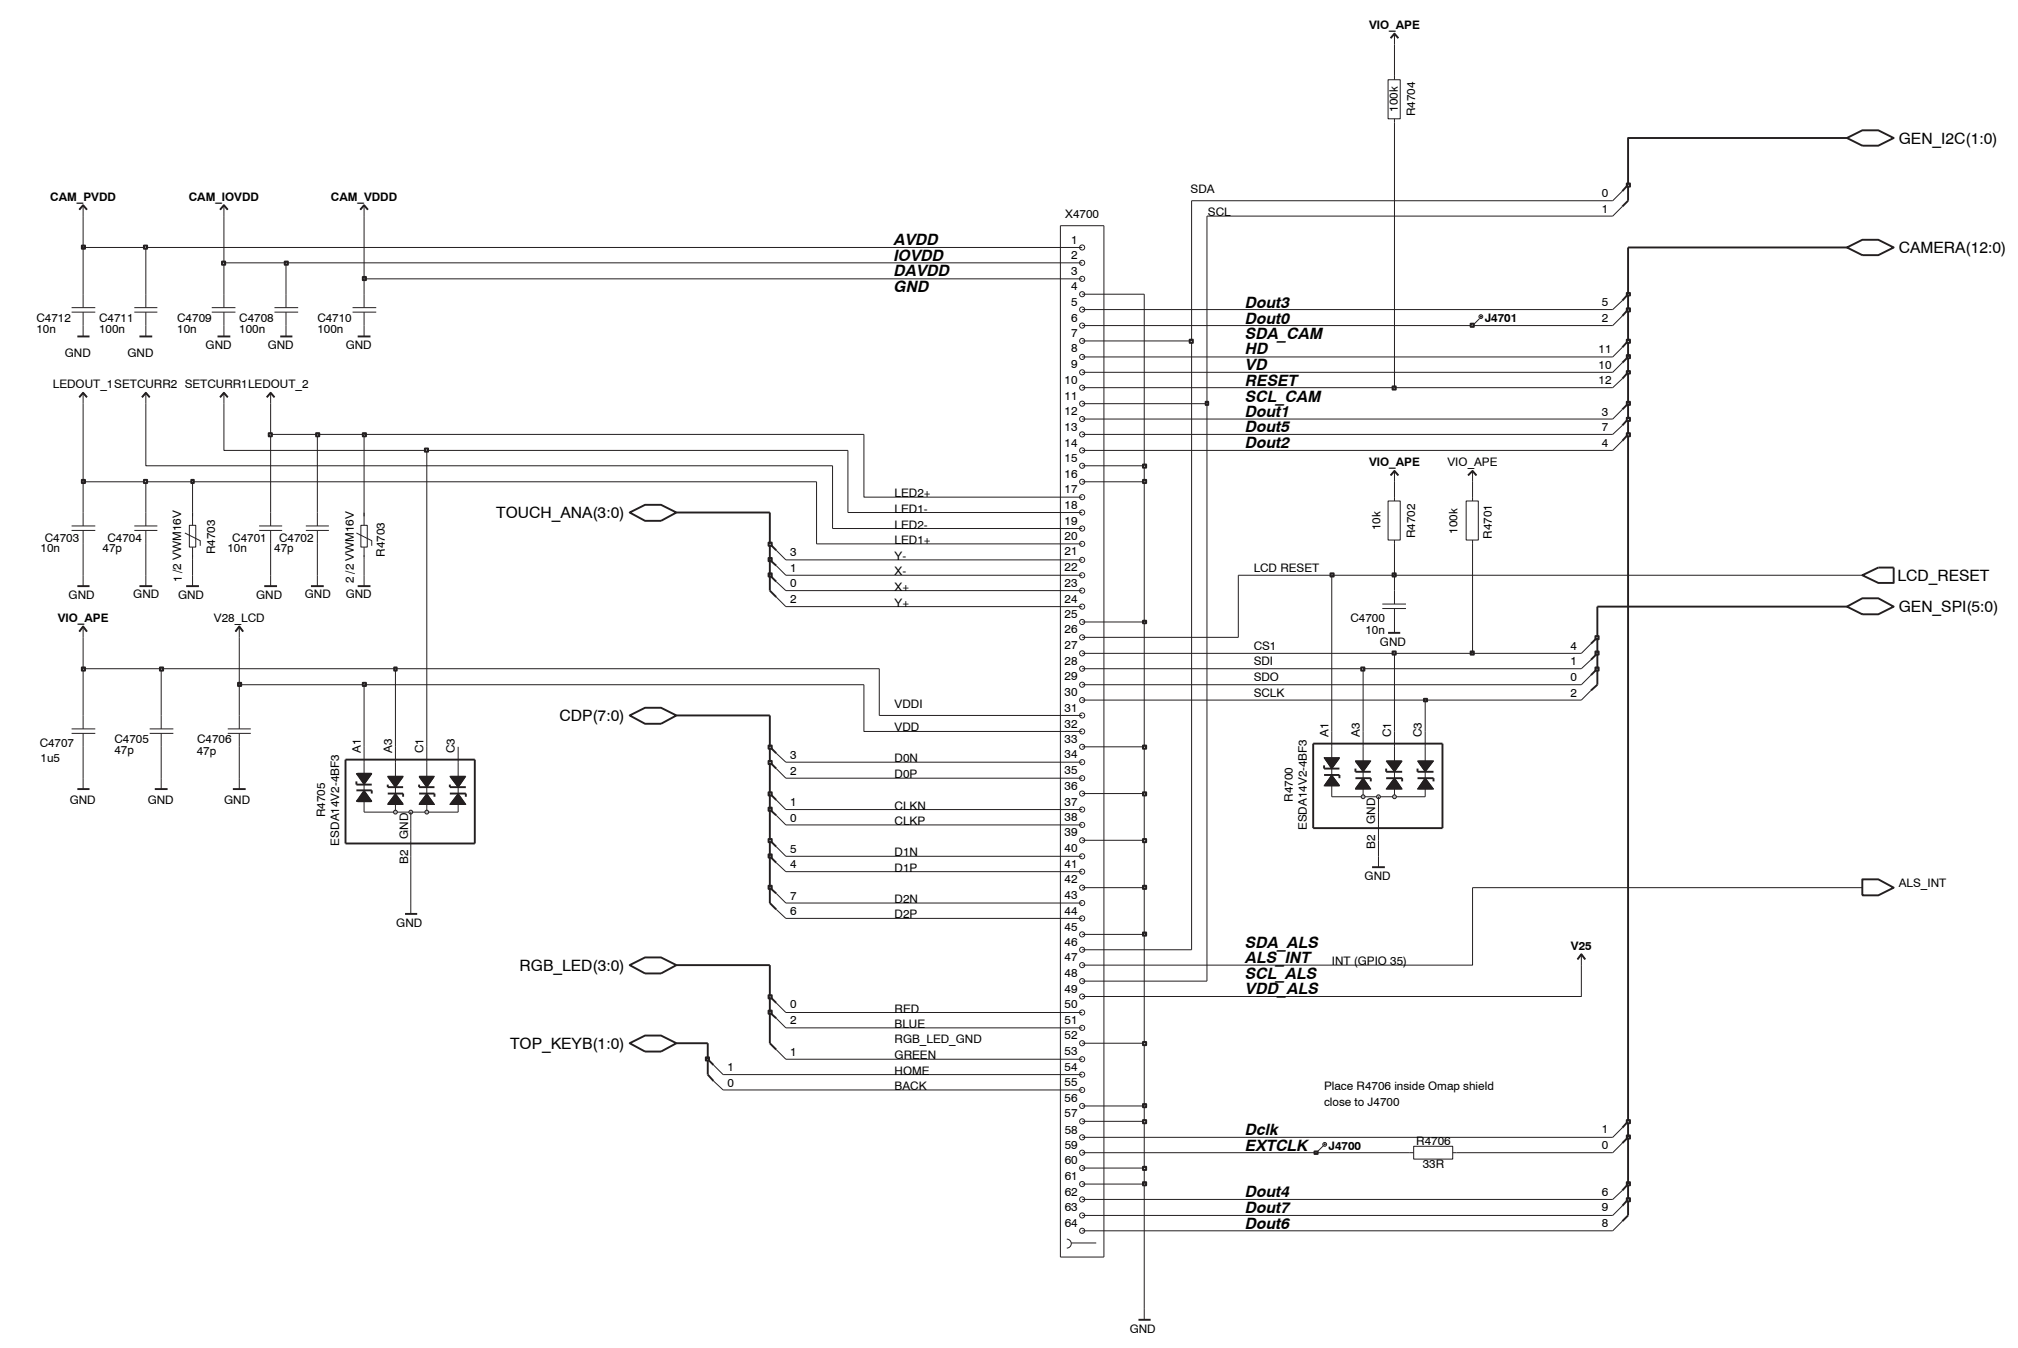 VIO_APE
100k
R4704
GEN_I2C(1:0)
SDA
0
SCL
1
CAM_PVDD
CAM_IOVDD
CAM_VDDD
X4700
CAMERA(12:0)
AVDD
IOVDD
DAVDD
GND
1
2
3
4
5
6
7
8
9
10
11
12
13
14
15
16
17
18
19
20
21
22
23
24
25
26
27
28
29
30
31
32
33
34
35
36
37
38
39
40
41
42
43
44
45
46
47
48
49
50
51
52
53
54
55
56
57
58
59
60
61
62
63
64
C4712
10n
C4711
100n
C4709
10n
C4708
100n
C4710
100n
GND
GND
GND
GND
GND
Dout3
5
Dout0
J4701
2
SDA_CAM
HD
11
VD
10
RESET
12
SCL_CAM
Dout1
3
Dout5
7
Dout2
4
LEDOUT_1
SETCURR2
SETCURR1
LEDOUT_2
LED2+
LED1-
LED2-
LED1+
TOUCH_ANA(3:0)
3
Y-
1
X-
0
X+
2
Y+
C4703
10n
C4704
47p
1 /2 VWM16V
R4703
C4701
10n
C4702
47p
2 /2 VWM16V
R4703
GND
GND
GND
GND
GND
GND
VIO_APE
VIO_APE
10k
R4702
100k
R4701
LCD RESET
LCD_RESET
C4700
10n
GND
GEN_SPI(5:0)
CS1
4
SDI
1
SDO
0
SCLK
2
VIO_APE
V28_LCD
VDDI
VDD
C4707
1u5
C4705
47p
C4706
47p
GND
GND
GND
A1
A3
C1
C3
R4705
ESDA14V2-4BF3
GND
B2
GND
CDP(7:0)
3
D0N
2
D0P
1
CLKN
0
CLKP
5
D1N
4
D1P
7
D2N
6
D2P
A1
A3
C1
C3
R4700
ESDA14V2-4BF3
GND
B2
GND
ALS_INT
SDA_ALS
ALS_INT
INT (GPIO 35)
SCL_ALS
VDD_ALS
V25
RGB_LED(3:0)
0
RED
2
BLUE
RGB_LED_GND
1
GREEN
TOP_KEYB(1:0)
1
HOME
0
BACK
Place R4706 inside Omap shield
close to J4700
Dclk
1
EXTCLK
J4700
R4706
33R
0
Dout4
6
Dout7
9
Dout6
8
GND